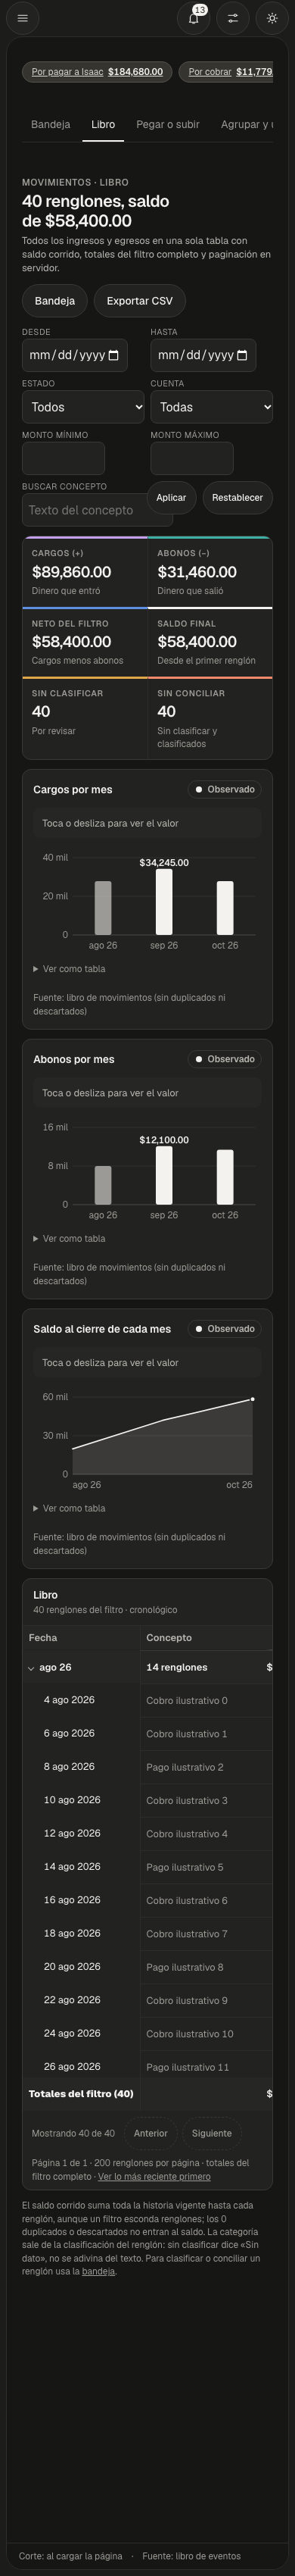 13
Por pagar a Isaac $184,680.00 Por cobrar $11,779
Bandeja Libro Pegar o subir Agrupar y
MOVIMIENTOS · LIBRO
40 renglones, saldo
de $58,400.00
Todos los ingresos y egresos en una sola tabla con
saldo corrido, totales del filtro completo y paginación en
servidor.
Bandeja Exportar CSV
DESDE HASTA
mm/dd/yyyy mm/dd/yyyy
ESTADO CUENTA
Todos Todas
MONTO MÍNIMO MONTO MÁXIMO
BUSCAR CONCEPTO
Texto del concepto Aplicar Restablecer
CARGOS (+) ABONOS (−)
$89,860.00 $31,460.00
Dinero que entró Dinero que salió
NETO DEL FILTRO SALDO FINAL
$58,400.00 $58,400.00
Cargos menos abonos Desde el primer renglón
SIN CLASIFICAR SIN CONCILIAR
40 40
Por revisar Sin clasificar y
clasificados
Cargos por mes Observado
Toca o desliza para ver el valor
40 mil
$34,245.00
20 mil
0
ago 26 sep 26 oct 26
Ver como tabla
Fuente: libro de movimientos (sin duplicados ni
descartados)
Abonos por mes Observado
Toca o desliza para ver el valor
16 mil
$12,100.00
8 mil
0
ago 26 sep 26 oct 26
Ver como tabla
Fuente: libro de movimientos (sin duplicados ni
descartados)
Saldo al cierre de cada mes Observado
Toca o desliza para ver el valor
60 mil
30 mil
0
ago 26 oct 26
Ver como tabla
Fuente: libro de movimientos (sin duplicados ni
descartados)
Libro
40 renglones del filtro · cronológico
Fecha Concepto
ago 26 14 renglones $
4 ago 2026 Cobro ilustrativo 0
6 ago 2026 Cobro ilustrativo 1
8 ago 2026 Pago ilustrativo 2
10 ago 2026 Cobro ilustrativo 3
12 ago 2026 Cobro ilustrativo 4
14 ago 2026 Pago ilustrativo 5
16 ago 2026 Cobro ilustrativo 6
18 ago 2026 Cobro ilustrativo 7
20 ago 2026 Pago ilustrativo 8
22 ago 2026 Cobro ilustrativo 9
24 ago 2026 Cobro ilustrativo 10
26 ago 2026 Pago ilustrativo 11
Totales del filtro (40) $
Mostrando 40 de 40 Anterior Siguiente
Página 1 de 1 · 200 renglones por página · totales del
filtro completo · Ver lo más reciente primero
El saldo corrido suma toda la historia vigente hasta cada
renglón, aunque un filtro esconda renglones; los 0
duplicados o descartados no entran al saldo. La categoría
sale de la clasificación del renglón: sin clasificar dice «Sin
dato», no se adivina del texto. Para clasificar o conciliar un
renglón usa la bandeja.
Corte: al cargar la página · Fuente: libro de eventos